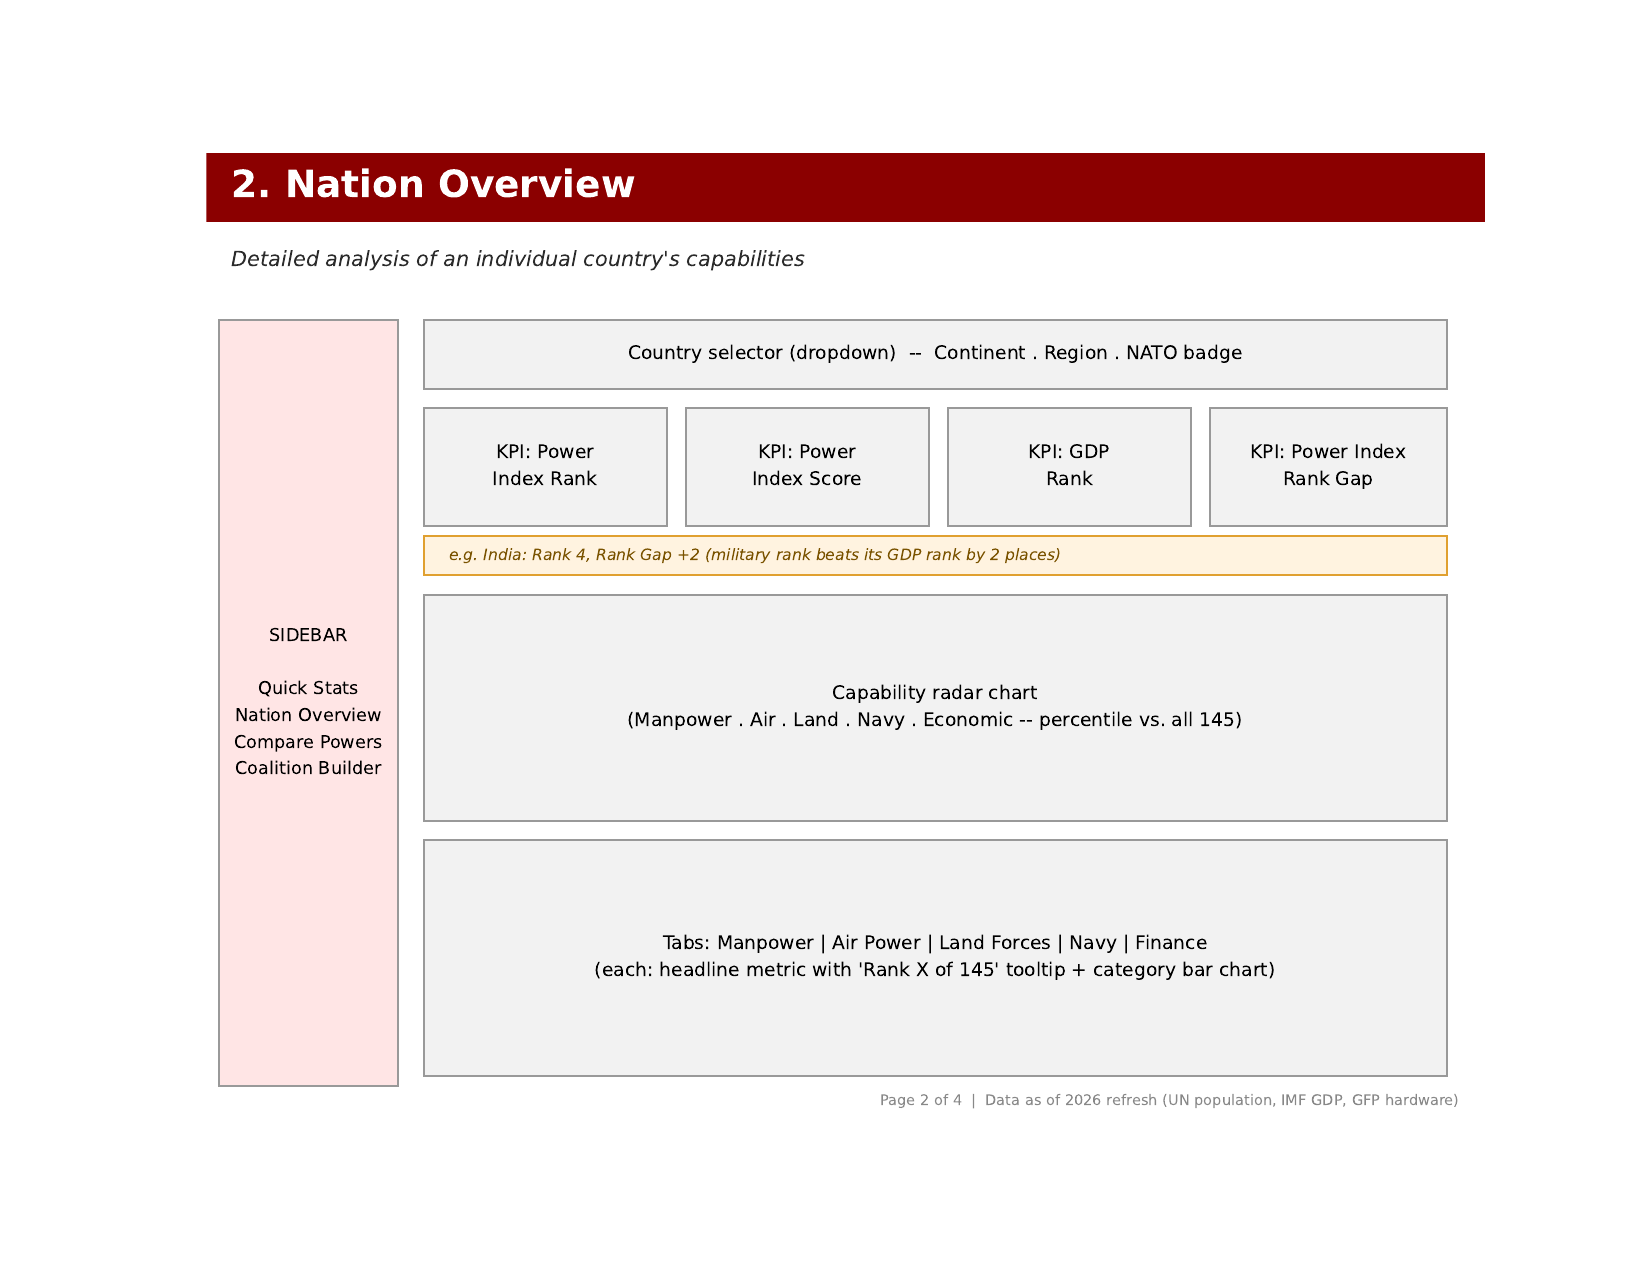 2. Nation Overview
Detailed analysis of an individual country's capabilities
SIDEBAR
Quick Stats
Nation Overview
Compare Powers
Coalition Builder
Country selector (dropdown) -- Continent . Region . NATO badge
KPI: Power
Index Rank
KPI: Power
Index Score
KPI: GDP
Rank
KPI: Power Index
Rank Gap
e.g. India: Rank 4, Rank Gap +2 (military rank beats its GDP rank by 2 places)
Capability radar chart
(Manpower . Air . Land . Navy . Economic -- percentile vs. all 145)
Tabs: Manpower | Air Power | Land Forces | Navy | Finance
(each: headline metric with 'Rank X of 145' tooltip + category bar chart)
Page 2 of 4 | Data as of 2026 refresh (UN population, IMF GDP, GFP hardware)